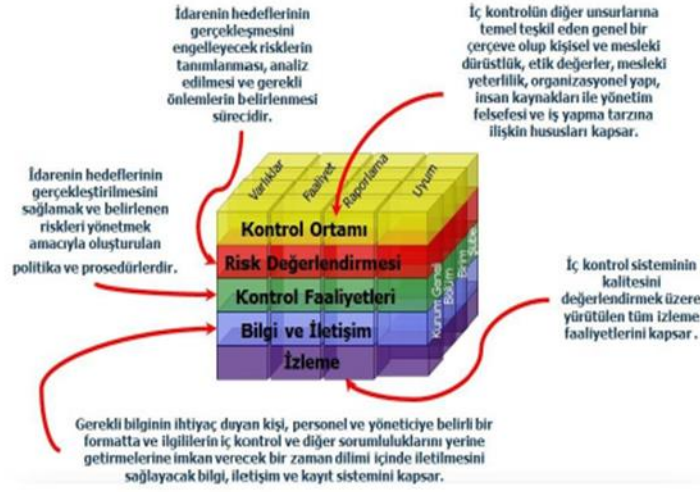 İdarenin hedeflerinin
gerçekleşmesini
engelleyecek risklerin
tanımlanması, analiz
edilmesi ve gerekli
önlemlerin belirlenmesi
sürecidir.
İç kontrolün diğer unsurlarına
temel teşkil eden genel bir
çerçeve olup kişisel ve mesleki
dürüstlük, etik değerler, mesleki
yeterlilik, organizasyonel yapı,
insan kaynakları ile yönetim
felsefesi ve iş yapma tarzına
ilişkin hususları kapsar.
İdarenin hedeflerinin
gerçekleştirilmesini
sağlamak ve belirlenen
riskleri yönetmek
amacıyla oluşturulan
politika ve prosedürlerdir.
Varlıklar
Faaliyet
Raporlama
Uyum
Kontrol Ortamı
Risk Değerlendirmesi
Kontrol Faaliyetleri
Bilgi ve İletişim
İzleme
Kurum Geneli
Bölüm
Birim
Şube
İç kontrol sisteminin
kalitesini
değerlendirmek üzere
yürütülen tüm izleme
faaliyetlerini kapsar.
Gerekli bilginin ihtiyaç duyan kişi, personel ve yöneticiye belirli bir
formatta ve ilgililerin iç kontrol ve diğer sorumluluklarını yerine
getirmelerine imkan verecek bir zaman dilimi içinde iletilmesini
sağlayacak bilgi, iletişim ve kayıt sistemini kapsar.